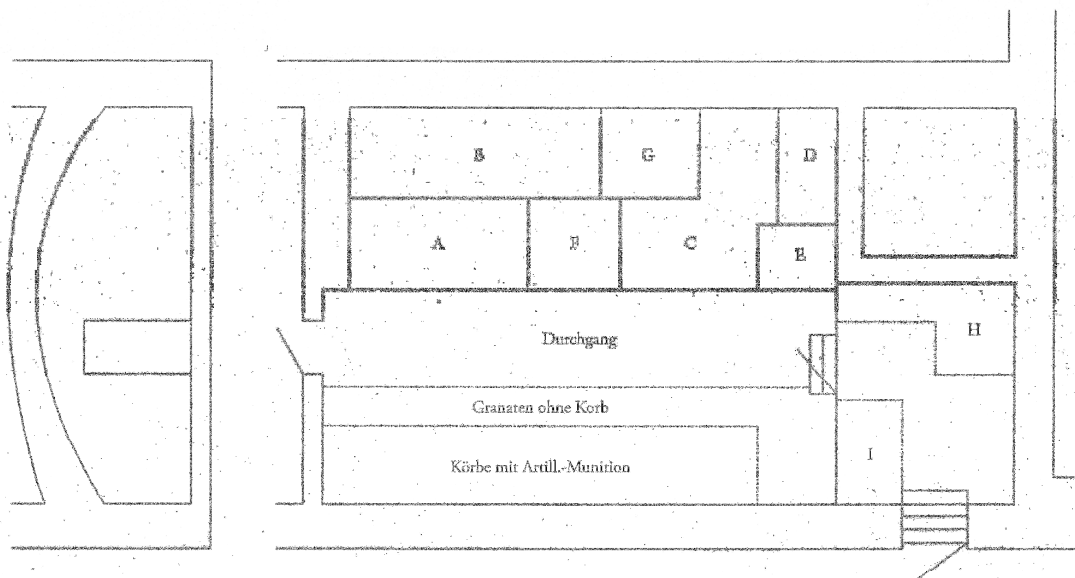 B
G
D
A
F
C
E
Durchgang
H
Granaten ohne Korb
Körbe mit Artill.-Munition
I